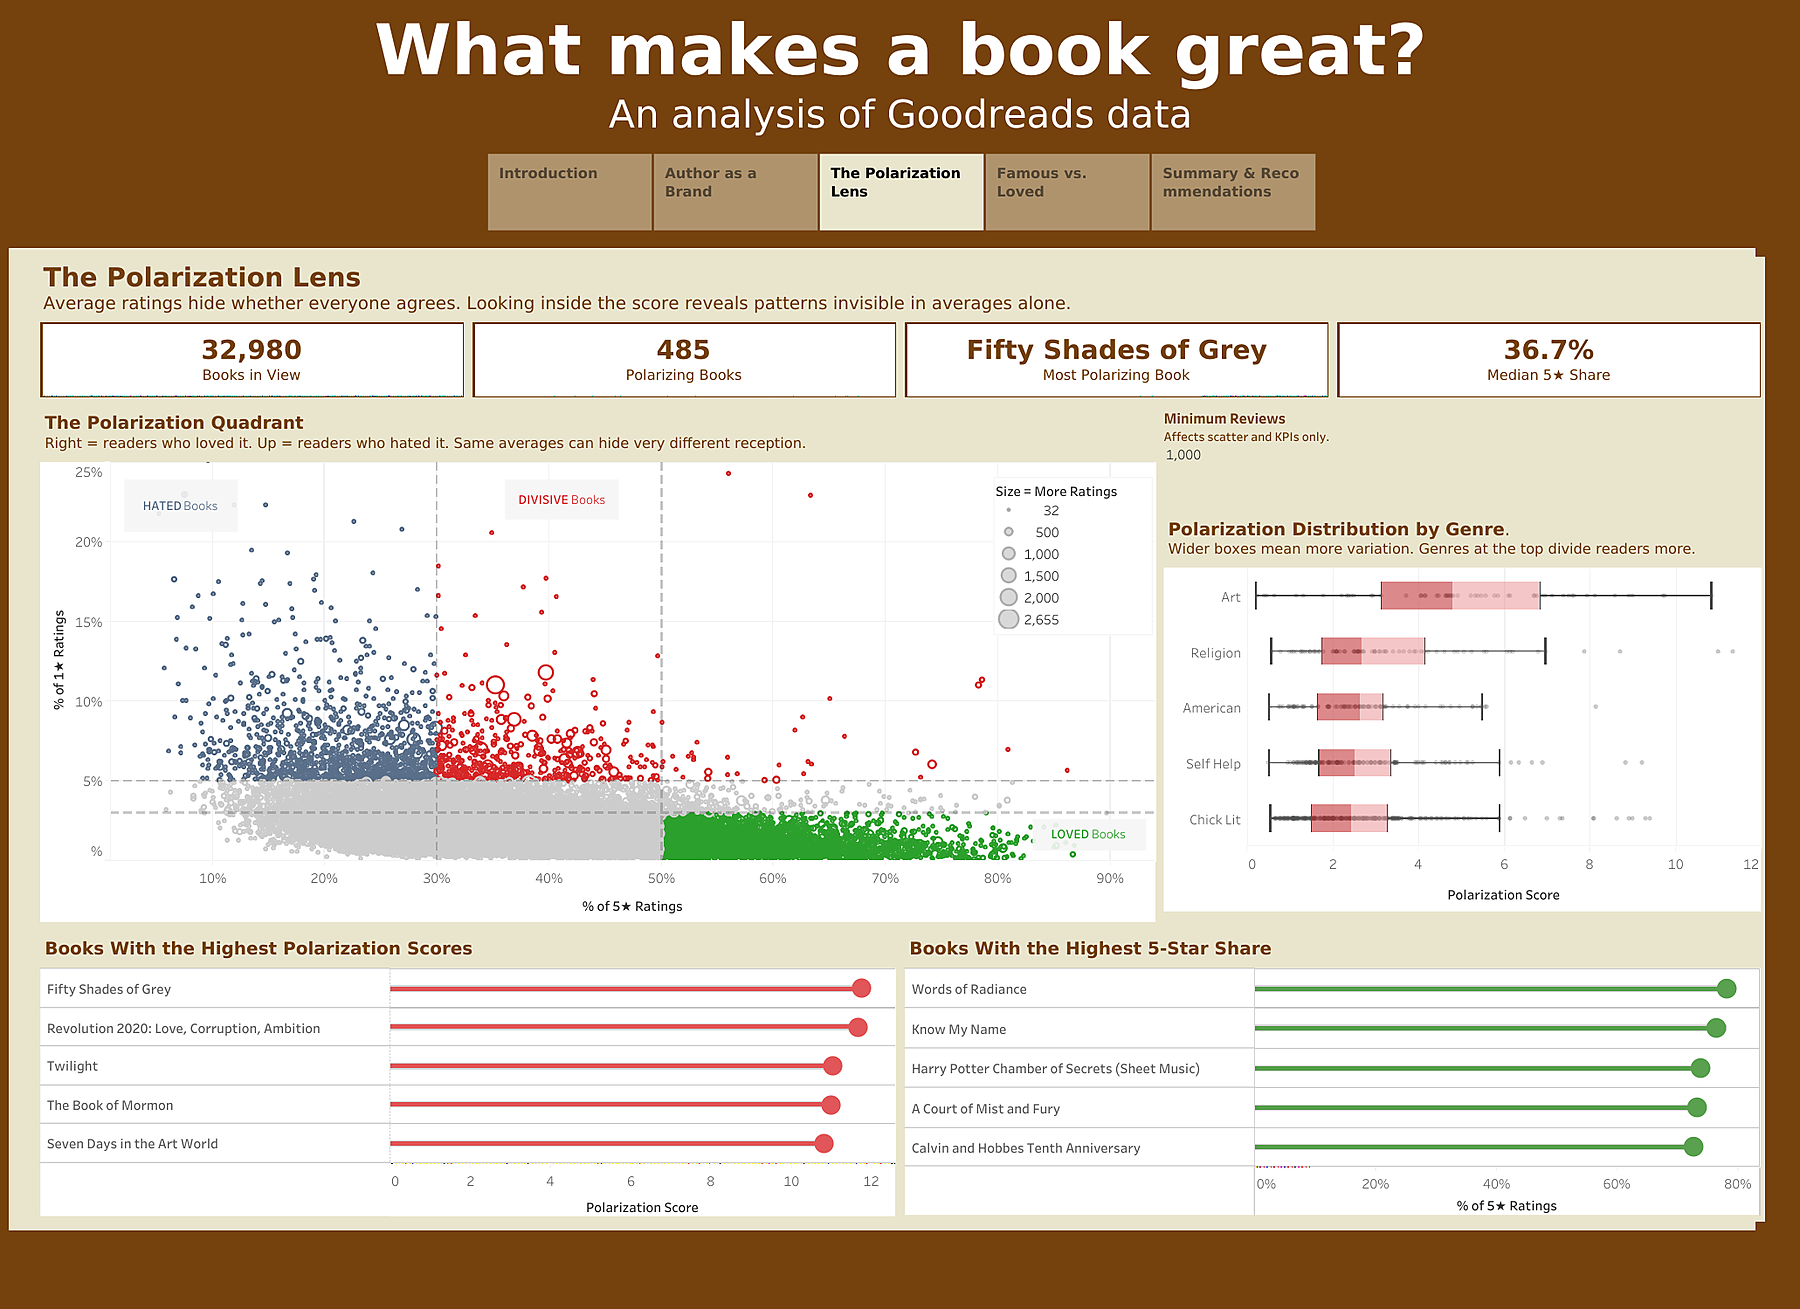 What makes a book great?
An analysis of Goodreads data
Introduction
Author as a
Brand
The Polarization
Lens
Famous vs.
Loved
Summary & Reco
mmendations
The Polarization Lens
Average ratings hide whether everyone agrees. Looking inside the score reveals patterns invisible in averages alone.
32,980
Books in View
485
Polarizing Books
Fifty Shades of Grey
Most Polarizing Book
36.7%
Median 5★ Share
The Polarization Quadrant
Right = readers who loved it. Up = readers who hated it. Same averages can hide very different reception.
Minimum Reviews
Affects scatter and KPIs only.
1,000
% of 1★ Ratings
25%
20%
15%
10%
5%
%
HATED Books
DIVISIVE Books
LOVED Books
Size = More Ratings
32
500
1,000
1,500
2,000
2,655
10%
20%
30%
40%
50%
60%
70%
80%
90%
% of 5★ Ratings
Polarization Distribution by Genre.
Wider boxes mean more variation. Genres at the top divide readers more.
Art
Religion
American
Self Help
Chick Lit
0
2
4
6
8
10
12
Polarization Score
Books With the Highest Polarization Scores
Fifty Shades of Grey
Revolution 2020: Love, Corruption, Ambition
Twilight
The Book of Mormon
Seven Days in the Art World
0
2
4
6
8
10
12
Polarization Score
Books With the Highest 5-Star Share
Words of Radiance
Know My Name
Harry Potter Chamber of Secrets (Sheet Music)
A Court of Mist and Fury
Calvin and Hobbes Tenth Anniversary
0%
20%
40%
60%
80%
% of 5★ Ratings